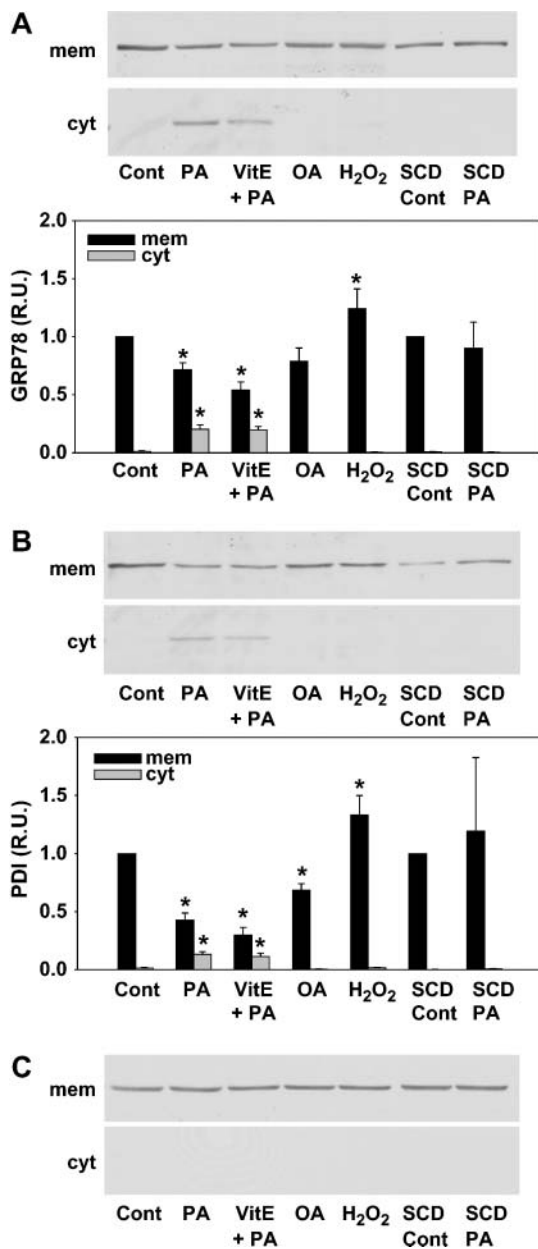 A
mem
cyt
Cont PA VitE OA H₂O₂ SCD SCD
+ PA Cont PA
2.0
mem
cyt
1.5
GRP78 (R.U.)
1.0
0.5
0.0
* * * * *
Cont PA VitE OA H₂O₂ SCD SCD
+ PA Cont PA
B
mem
cyt
Cont PA VitE OA H₂O₂ SCD SCD
+ PA Cont PA
2.0
mem
cyt
1.5
PDI (R.U.)
1.0
0.5
0.0
* * * * * *
Cont PA VitE OA H₂O₂ SCD SCD
+ PA Cont PA
C
mem
cyt
Cont PA VitE OA H₂O₂ SCD SCD
+ PA Cont PA